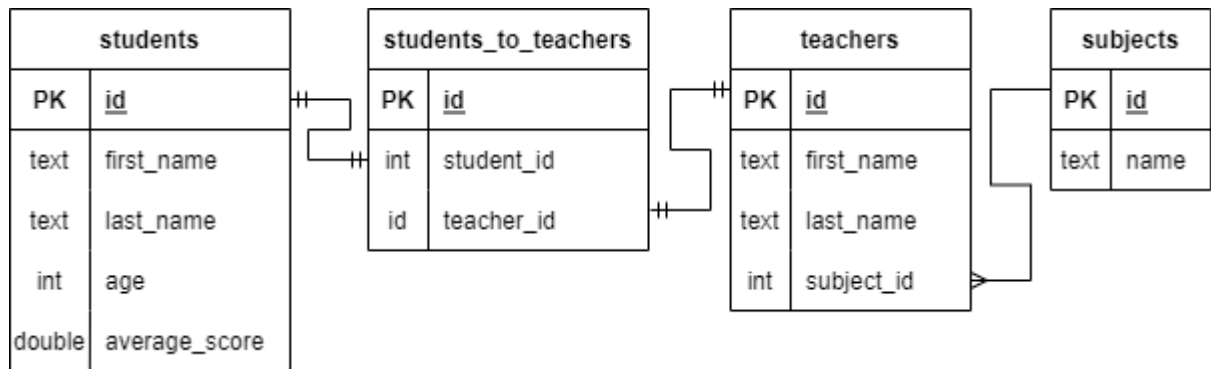 students
PK id
text first_name
text last_name
int age
double average_score
students_to_teachers
PK id
int student_id
id teacher_id
teachers
PK id
text first_name
text last_name
int subject_id
subjects
PK id
text name